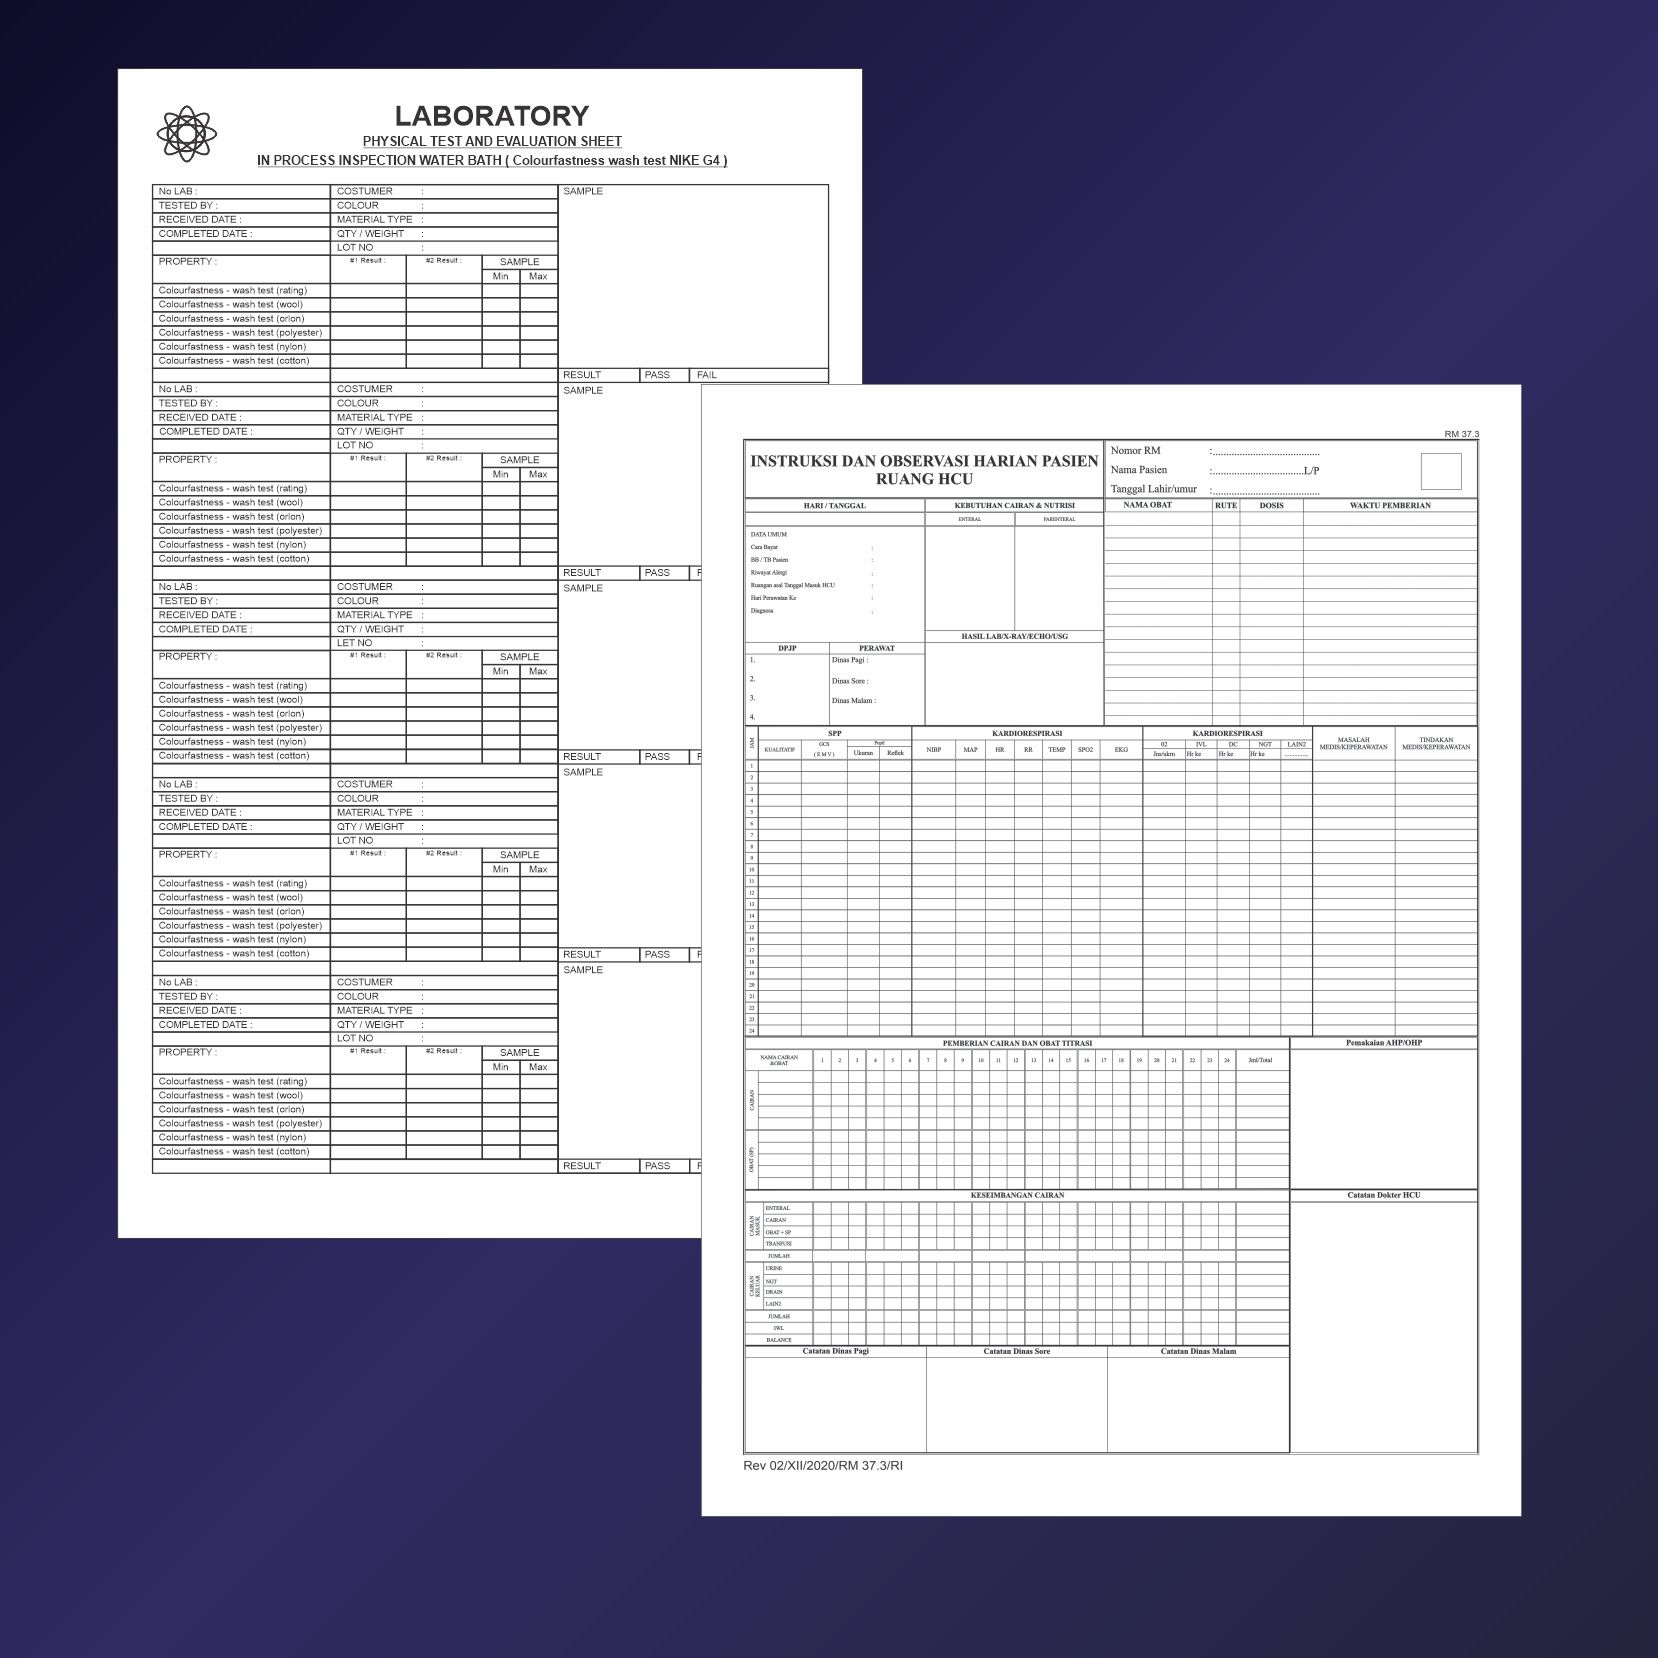 LABORATORY
PHYSICAL TEST AND EVALUATION SHEET
IN PROCESS INSPECTION WATER BATH ( Colourfastness wash test NIKE G4 )
No LAB : COSTUMER : SAMPLE
TESTED BY : COLOUR :
RECEIVED DATE : MATERIAL TYPE :
COMPLETED DATE : QTY / WEIGHT :
LOT NO :
PROPERTY : #1 Result : #2 Result : SAMPLE
Min Max
Colourfastness - wash test (rating)
Colourfastness - wash test (wool)
Colourfastness - wash test (orlon)
Colourfastness - wash test (polyester)
Colourfastness - wash test (nylon)
Colourfastness - wash test (cotton)
RESULT PASS FAIL
No LAB : COSTUMER : SAMPLE
TESTED BY : COLOUR :
RECEIVED DATE : MATERIAL TYPE :
COMPLETED DATE : QTY / WEIGHT :
LOT NO :
PROPERTY : #1 Result : #2 Result : SAMPLE
Min Max
Colourfastness - wash test (rating)
Colourfastness - wash test (wool)
Colourfastness - wash test (orlon)
Colourfastness - wash test (polyester)
Colourfastness - wash test (nylon)
Colourfastness - wash test (cotton)
RESULT PASS F
No LAB : COSTUMER : SAMPLE
TESTED BY : COLOUR :
RECEIVED DATE : MATERIAL TYPE :
COMPLETED DATE : QTY / WEIGHT :
LET NO :
PROPERTY : #1 Result : #2 Result : SAMPLE
Min Max
Colourfastness - wash test (rating)
Colourfastness - wash test (wool)
Colourfastness - wash test (orlon)
Colourfastness - wash test (polyester)
Colourfastness - wash test (nylon)
Colourfastness - wash test (cotton)
RESULT PASS F
SAMPLE
No LAB : COSTUMER :
TESTED BY : COLOUR :
RECEIVED DATE : MATERIAL TYPE :
COMPLETED DATE : QTY / WEIGHT :
LOT NO :
PROPERTY : #1 Result : #2 Result : SAMPLE
Min Max
Colourfastness - wash test (rating)
Colourfastness - wash test (wool)
Colourfastness - wash test (orlon)
Colourfastness - wash test (polyester)
Colourfastness - wash test (nylon)
Colourfastness - wash test (cotton)
RESULT PASS F
SAMPLE
No LAB : COSTUMER :
TESTED BY : COLOUR :
RECEIVED DATE : MATERIAL TYPE :
COMPLETED DATE : QTY / WEIGHT :
LOT NO :
PROPERTY : #1 Result : #2 Result : SAMPLE
Min Max
Colourfastness - wash test (rating)
Colourfastness - wash test (wool)
Colourfastness - wash test (orlon)
Colourfastness - wash test (polyester)
Colourfastness - wash test (nylon)
Colourfastness - wash test (cotton)
RESULT PASS F
RM 37.3
INSTRUKSI DAN OBSERVASI HARIAN PASIEN
RUANG HCU
Nomor RM :........................................
Nama Pasien :..................................L/P
Tanggal Lahir/umur :........................................
HARI / TANGGAL KEBUTUHAN CAIRAN & NUTRISI NAMA OBAT RUTE DOSIS WAKTU PEMBERIAN
ENTERAL PARENTERAL
DATA UMUM
Cara Bayar :
BB / TB Pasien :
Riwayat Alergi :
Ruangan asal Tanggal Masuk HCU :
Hari Perawatan Ke :
Diagnosa :
HASIL LAB/X-RAY/ECHO/USG
DPJP PERAWAT
1. Dinas Pagi :
2. Dinas Sore :
3. Dinas Malam :
4.
JAM SPP KARDIORESPIRASI KARDIORESPIRASI MASALAH MEDIS/KEPERAWATAN TINDAKAN MEDIS/KEPERAWATAN
KUALITATIF GCS ( E M V ) Pupil NIBP MAP HR RR TEMP SPO2 EKG 02 IVL DC NGT LAIN2
Ukuran Reflek Jns/ukrn Hr ke Hr ke Hr ke ............
1
2
3
4
5
6
7
8
9
10
11
12
13
14
15
16
17
18
19
20
21
22
23
24
PEMBERIAN CAIRAN DAN OBAT TITRASI Pemakaian AHP/OHP
NAMA CAIRAN &OBAT 1 2 3 4 5 6 7 8 9 10 11 12 13 14 15 16 17 18 19 20 21 22 23 24 Jml/Total
CAIRAN
OBAT (SP)
KESEIMBANGAN CAIRAN Catatan Dokter HCU
CAIRAN MASUK
ENTERAL
CAIRAN
OBAT + SP
TRANFUSI
JUMLAH
CAIRAN KELUAR
URINE
NGT
DRAIN
LAIN2
JUMLAH
IWL
BALANCE
Catatan Dinas Pagi Catatan Dinas Sore Catatan Dinas Malam
Rev 02/XII/2020/RM 37.3/RI